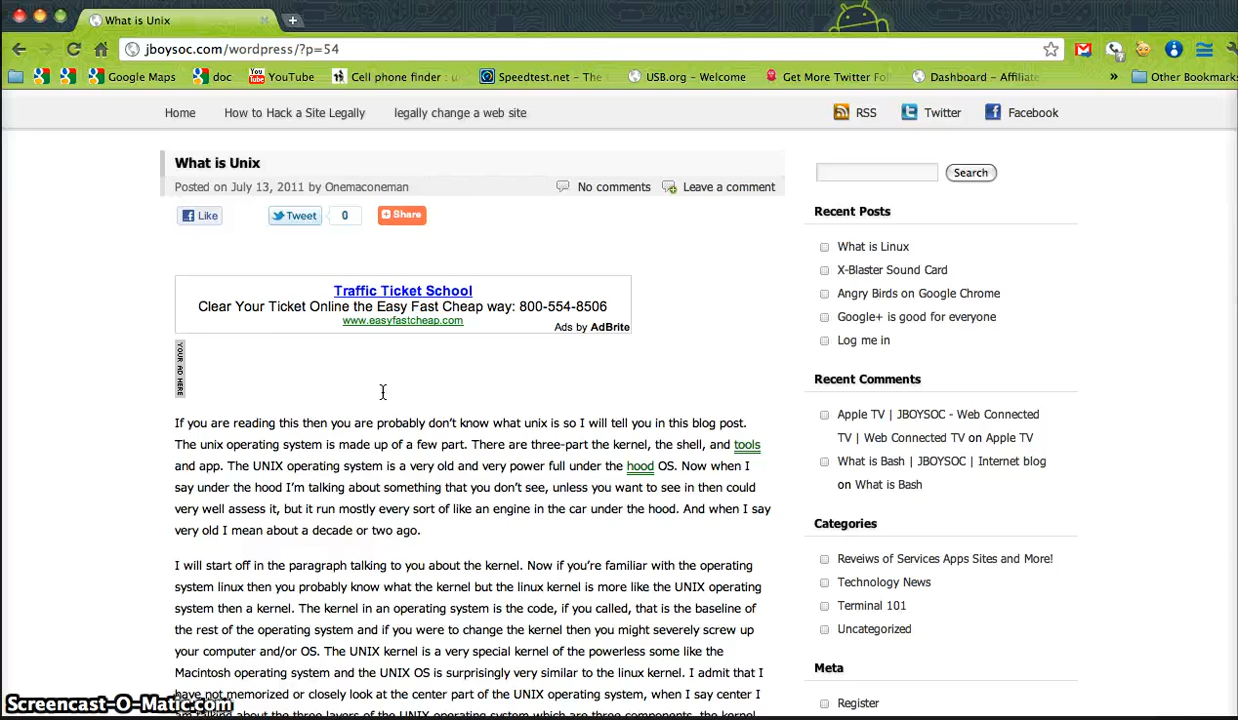 What is Unix
jboysoc.com/wordpress/?p=54
Google Maps doc YouTube Cell phone finder : u Speedtest.net – The USB.org – Welcome Get More Twitter Fol Dashboard – Affiliate » Other Bookmarks
Home How to Hack a Site Legally legally change a web site RSS Twitter Facebook
What is Unix
Posted on July 13, 2011 by Onemaconeman No comments Leave a comment
Like Tweet 0 Share
Traffic Ticket School
Clear Your Ticket Online the Easy Fast Cheap way: 800-554-8506
www.easyfastcheap.com
Ads by AdBrite
YOUR AD HERE
If you are reading this then you are probably don't know what unix is so I will tell you in this blog post.
The unix operating system is made up of a few part. There are three-part the kernel, the shell, and tools
and app. The UNIX operating system is a very old and very power full under the hood OS. Now when I
say under the hood I'm talking about something that you don't see, unless you want to see in then could
very well assess it, but it run mostly every sort of like an engine in the car under the hood. And when I say
very old I mean about a decade or two ago.
I will start off in the paragraph talking to you about the kernel. Now if you're familiar with the operating
system linux then you probably know what the kernel but the linux kernel is more like the UNIX operating
system then a kernel. The kernel in an operating system is the code, if you called, that is the baseline of
the rest of the operating system and if you were to change the kernel then you might severely screw up
your computer and/or OS. The UNIX kernel is a very special kernel of the powerless some like the
Macintosh operating system and the UNIX OS is surprisingly very similar to the linux kernel. I admit that I
have not memorized or closely look at the center part of the UNIX operating system, when I say center I
am talking about the three layers of the UNIX operating system which are three components, the kernel
Search
Recent Posts
What is Linux
X-Blaster Sound Card
Angry Birds on Google Chrome
Google+ is good for everyone
Log me in
Recent Comments
Apple TV | JBOYSOC - Web Connected
TV | Web Connected TV on Apple TV
What is Bash | JBOYSOC | Internet blog
on What is Bash
Categories
Reveiws of Services Apps Sites and More!
Technology News
Terminal 101
Uncategorized
Meta
Register
Screencast-O-Matic.com